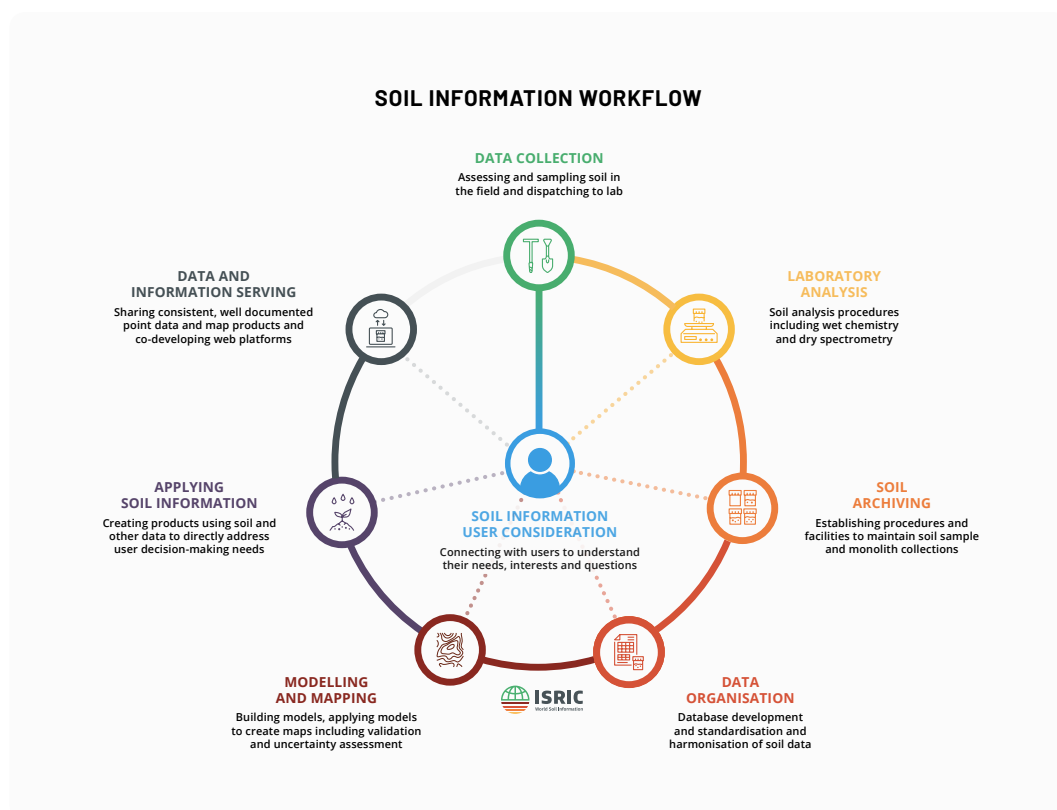 SOIL INFORMATION WORKFLOW
DATA COLLECTION
Assessing and sampling soil in
the field and dispatching to lab
LABORATORY
ANALYSIS
Soil analysis procedures
including wet chemistry
and dry spectrometry
SOIL
ARCHIVING
Establishing procedures and
facilities to maintain soil sample
and monolith collections
DATA
ORGANISATION
Database development
and standardisation and
harmonisation of soil data
MODELLING
AND MAPPING
Building models, applying models
to create maps including validation
and uncertainty assessment
APPLYING
SOIL INFORMATION
Creating products using soil and
other data to directly address
user decision-making needs
DATA AND
INFORMATION SERVING
Sharing consistent, well documented
point data and map products and
co-developing web platforms
SOIL INFORMATION
USER CONSIDERATION
Connecting with users to understand
their needs, interests and questions
ISRIC
World Soil Information